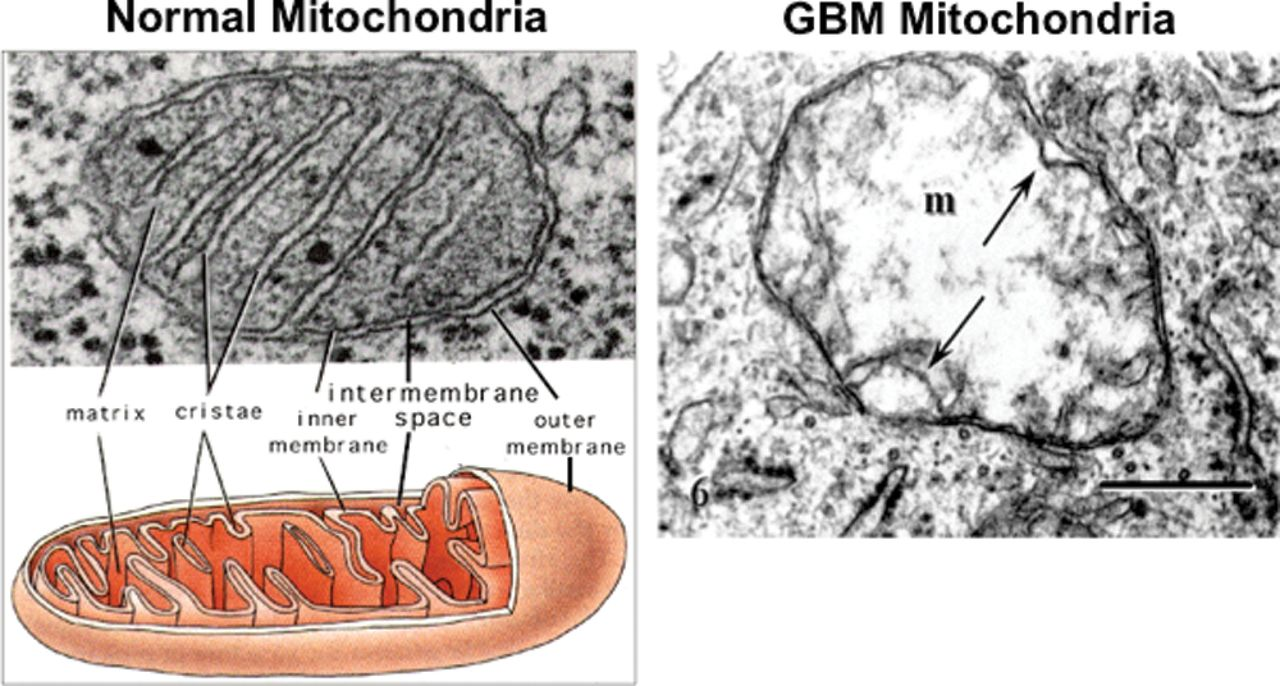 Normal Mitochondria
GBM Mitochondria
m
matrix
cristae
intermembrane
space
inner
membrane
outer
membrane
6